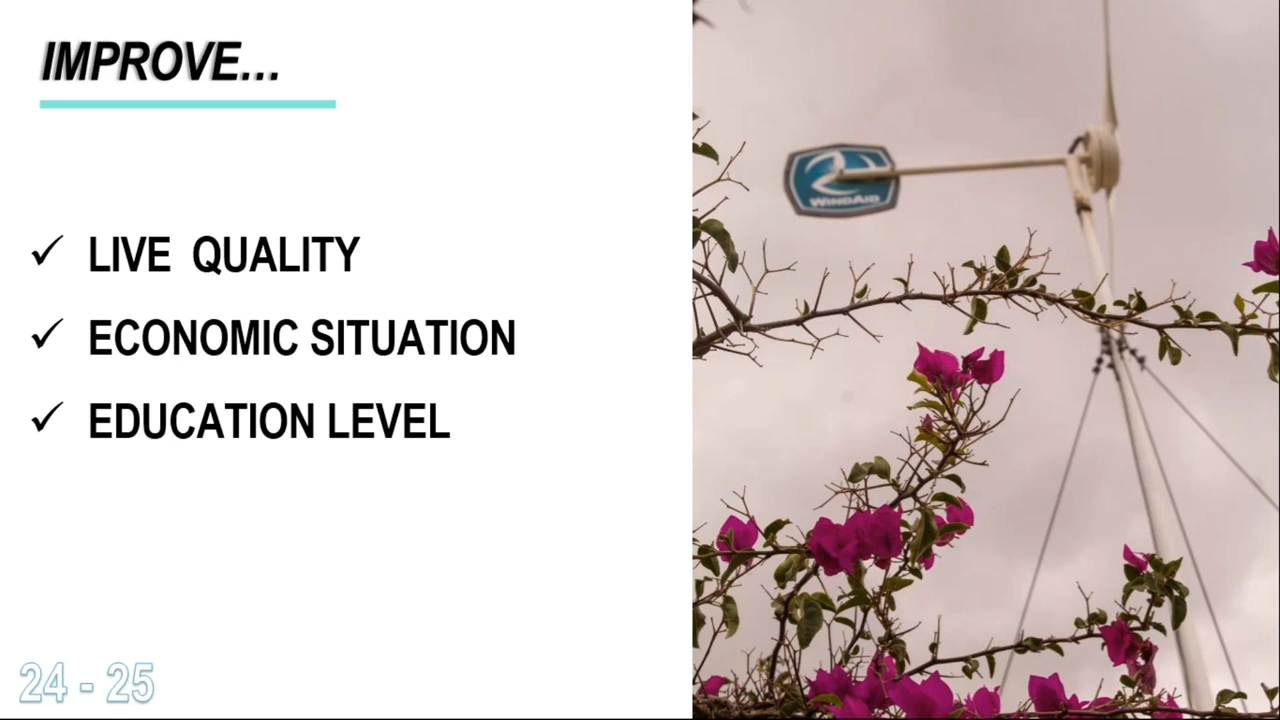 IMPROVE...
✓ LIVE QUALITY
✓ ECONOMIC SITUATION
✓ EDUCATION LEVEL
24 - 25
WINDAID